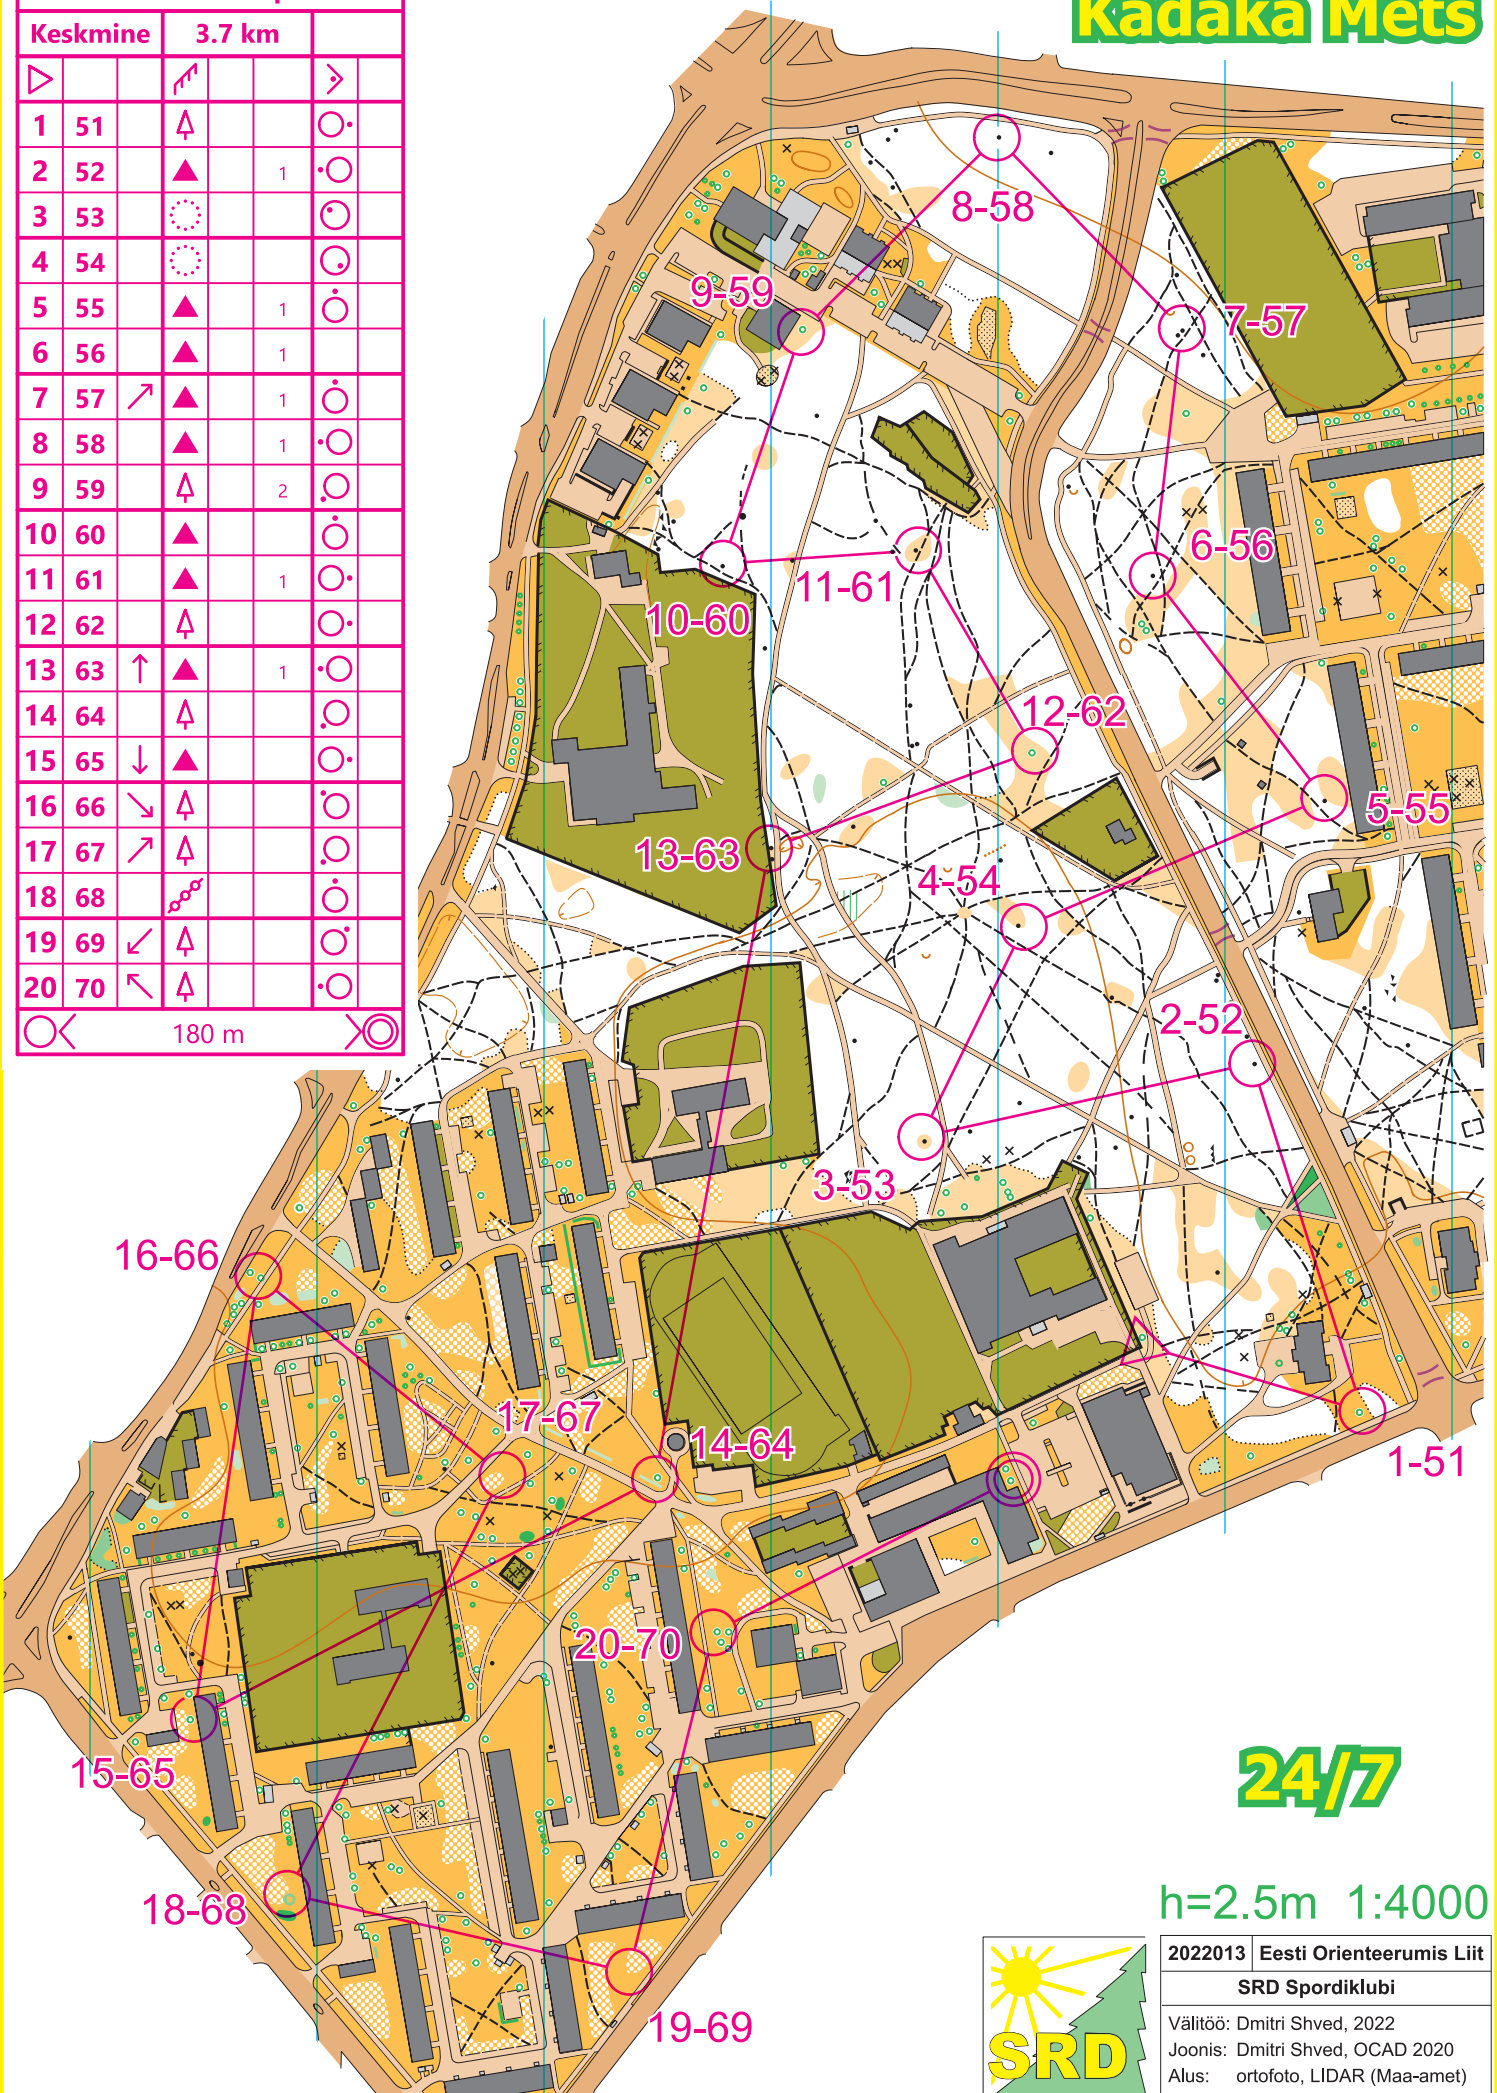 Keskmine 3.7 km
1 51
2 52 1
3 53
4 54
5 55 1
6 56 1
7 57 1
8 58 1
9 59 2
10 60
11 61 1
12 62
13 63 1
14 64
15 65
16 66
17 67
18 68
19 69
20 70
180 m
Kadaka Mets
8-58
9-59
7-57
6-56
11-61
10-60
12-62
5-55
13-63
4-54
2-52
3-53
16-66
17-67
14-64
1-51
20-70
15-65
18-68
19-69
24/7
h=2.5m 1:4000
2022013 Eesti Orienteerumis Liit
SRD Spordiklubi
Välitöö: Dmitri Shved, 2022
Joonis: Dmitri Shved, OCAD 2020
Alus: ortofoto, LIDAR (Maa-amet)
SRD